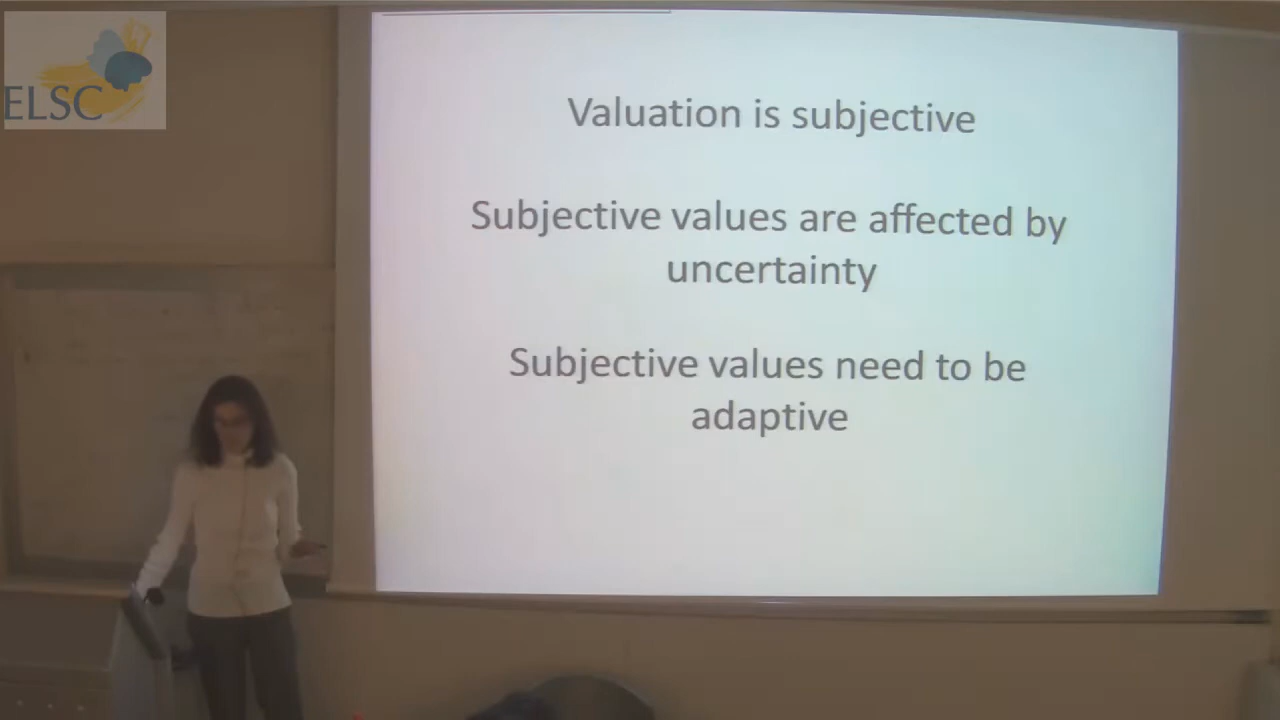 ELSC
Valuation is subjective
Subjective values are affected by
uncertainty
Subjective values need to be
adaptive